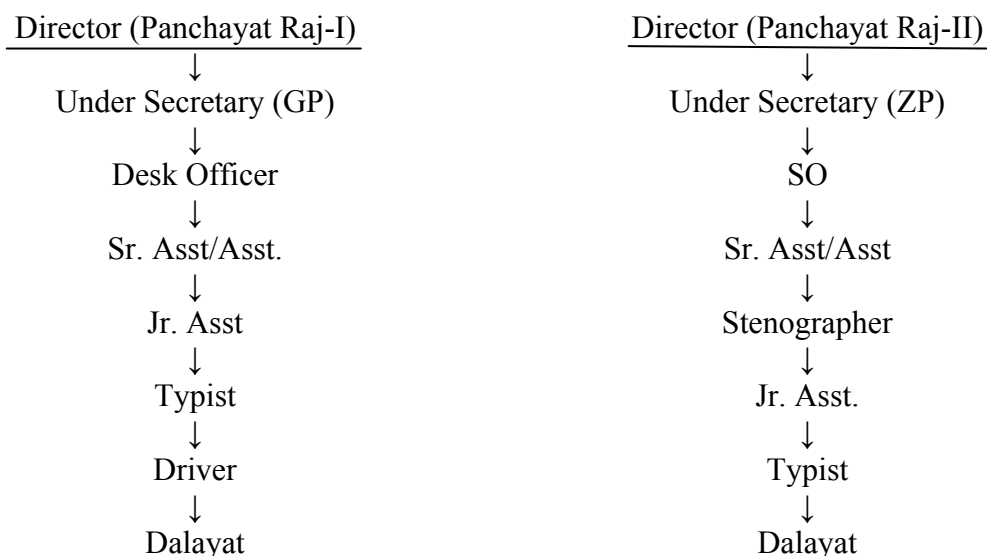 Director (Panchayat Raj-I)
↓
Under Secretary (GP)
↓
Desk Officer
↓
Sr. Asst/Asst.
↓
Jr. Asst
↓
Typist
↓
Driver
↓
Dalayat
Director (Panchayat Raj-II)
↓
Under Secretary (ZP)
↓
SO
↓
Sr. Asst/Asst
↓
Stenographer
↓
Jr. Asst.
↓
Typist
↓
Dalayat